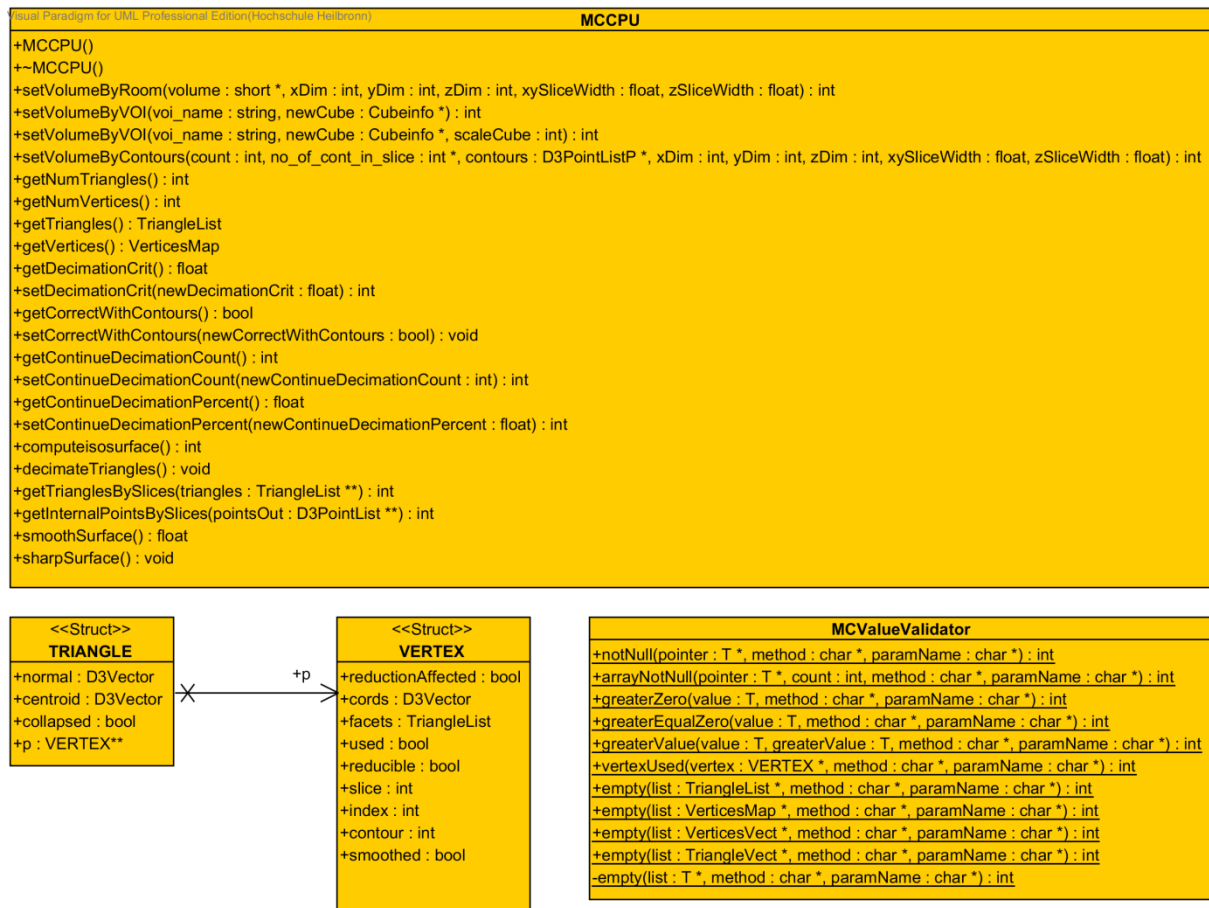 Visual Paradigm for UML Professional Edition(Hochschule Heilbronn)
MCCPU
+MCCPU()
+~MCCPU()
+setVolumeByRoom(volume : short *, xDim : int, yDim : int, zDim : int, xySliceWidth : float, zSliceWidth : float) : int
+setVolumeByVOI(voi_name : string, newCube : Cubeinfo *) : int
+setVolumeByVOI(voi_name : string, newCube : Cubeinfo *, scaleCube : int) : int
+setVolumeByContours(count : int, no_of_cont_in_slice : int *, contours : D3PointListP *, xDim : int, yDim : int, zDim : int, xySliceWidth : float, zSliceWidth : float) : int
+getNumTriangles() : int
+getNumVertices() : int
+getTriangles() : TriangleList
+getVertices() : VerticesMap
+getDecimationCrit() : float
+setDecimationCrit(newDecimationCrit : float) : int
+getCorrectWithContours() : bool
+setCorrectWithContours(newCorrectWithContours : bool) : void
+getContinueDecimationCount() : int
+setContinueDecimationCount(newContinueDecimationCount : int) : int
+getContinueDecimationPercent() : float
+setContinueDecimationPercent(newContinueDecimationPercent : float) : int
+computeisosurface() : int
+decimateTriangles() : void
+getTrianglesBySlices(triangles : TriangleList **) : int
+getInternalPointsBySlices(pointsOut : D3PointList **) : int
+smoothSurface() : float
+sharpSurface() : void
<<Struct>>
TRIANGLE
+normal : D3Vector
+centroid : D3Vector
+collapsed : bool
+p : VERTEX**
+p
<<Struct>>
VERTEX
+reductionAffected : bool
+cords : D3Vector
+facets : TriangleList
+used : bool
+reducible : bool
+slice : int
+index : int
+contour : int
+smoothed : bool
MCValueValidator
+notNull(pointer : T *, method : char *, paramName : char *) : int
+arrayNotNull(pointer : T *, count : int, method : char *, paramName : char *) : int
+greaterZero(value : T, method : char *, paramName : char *) : int
+greaterEqualZero(value : T, method : char *, paramName : char *) : int
+greaterValue(value : T, greaterValue : T, method : char *, paramName : char *) : int
+vertexUsed(vertex : VERTEX *, method : char *, paramName : char *) : int
+empty(list : TriangleList *, method : char *, paramName : char *) : int
+empty(list : VerticesMap *, method : char *, paramName : char *) : int
+empty(list : VerticesVect *, method : char *, paramName : char *) : int
+empty(list : TriangleVect *, method : char *, paramName : char *) : int
-empty(list : T *, method : char *, paramName : char *) : int